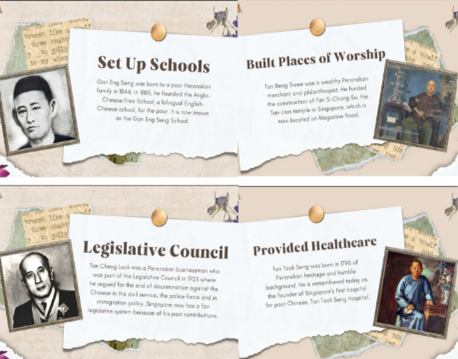 Set Up Schools
Gan Eng Seng was born to a poor Peranakan
family in 1844. In 1885, he founded the Anglo-
Chinese Free School, a bilingual English-
Chinese school, for the poor. It is now known
as the Gan Eng Seng School.
Built Places of Worship
Tan Beng Swee was a wealthy Peranakan
merchant and philanthropist. He funded
the construction of Tan Si Chong Su, the
Tan clan temple in Singapore, which is
now located on Magazine Road.
Legislative Council
Tan Cheng Lock was a Peranakan businessman who
was part of the Legislative Council in 1923 where
he argued for the end of discrimination against the
Chinese in the civil service, the police force and in
immigration policy. Singapore now has a fair
legislative system because of his past contributions.
Provided Healthcare
Tan Tock Seng was born in 1798 of
Peranakan heritage and humble
background. He is remembered today as
the founder of Singapore's first hospital
for poor Chinese, Tan Tock Seng Hospital.